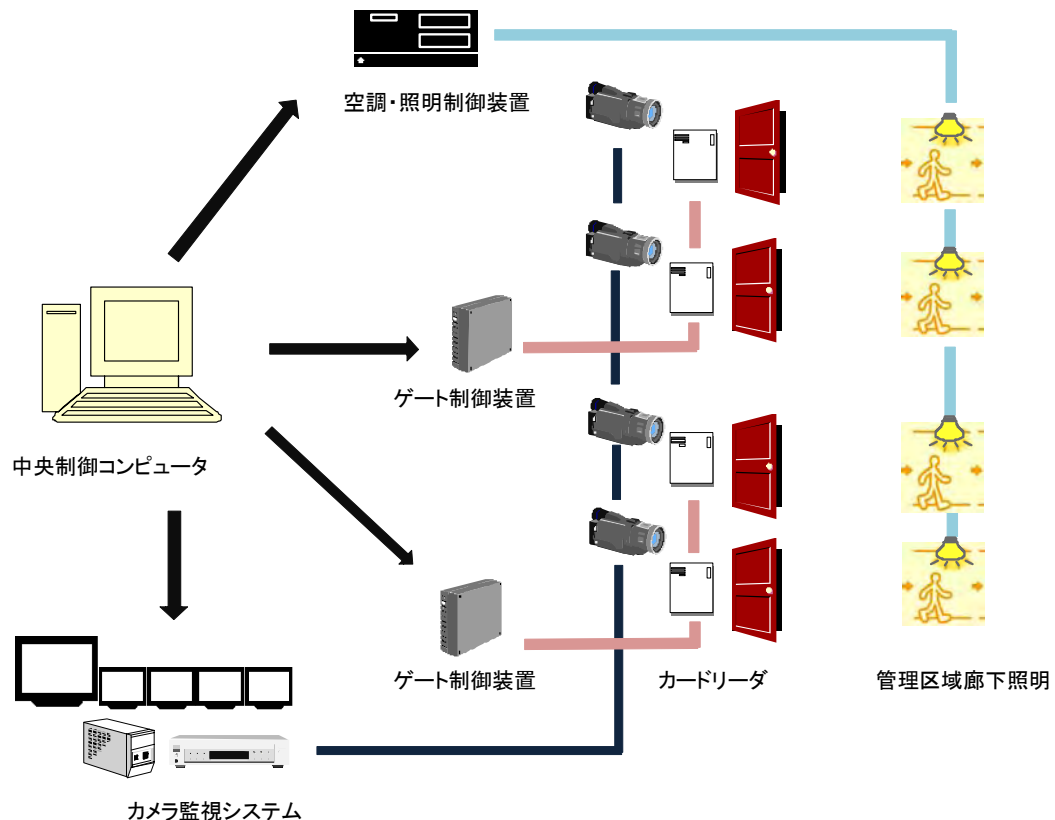 空調・照明制御装置
ゲート制御装置
中央制御コンピュータ
ゲート制御装置
カードリーダ
管理区域廊下照明
カメラ監視システム